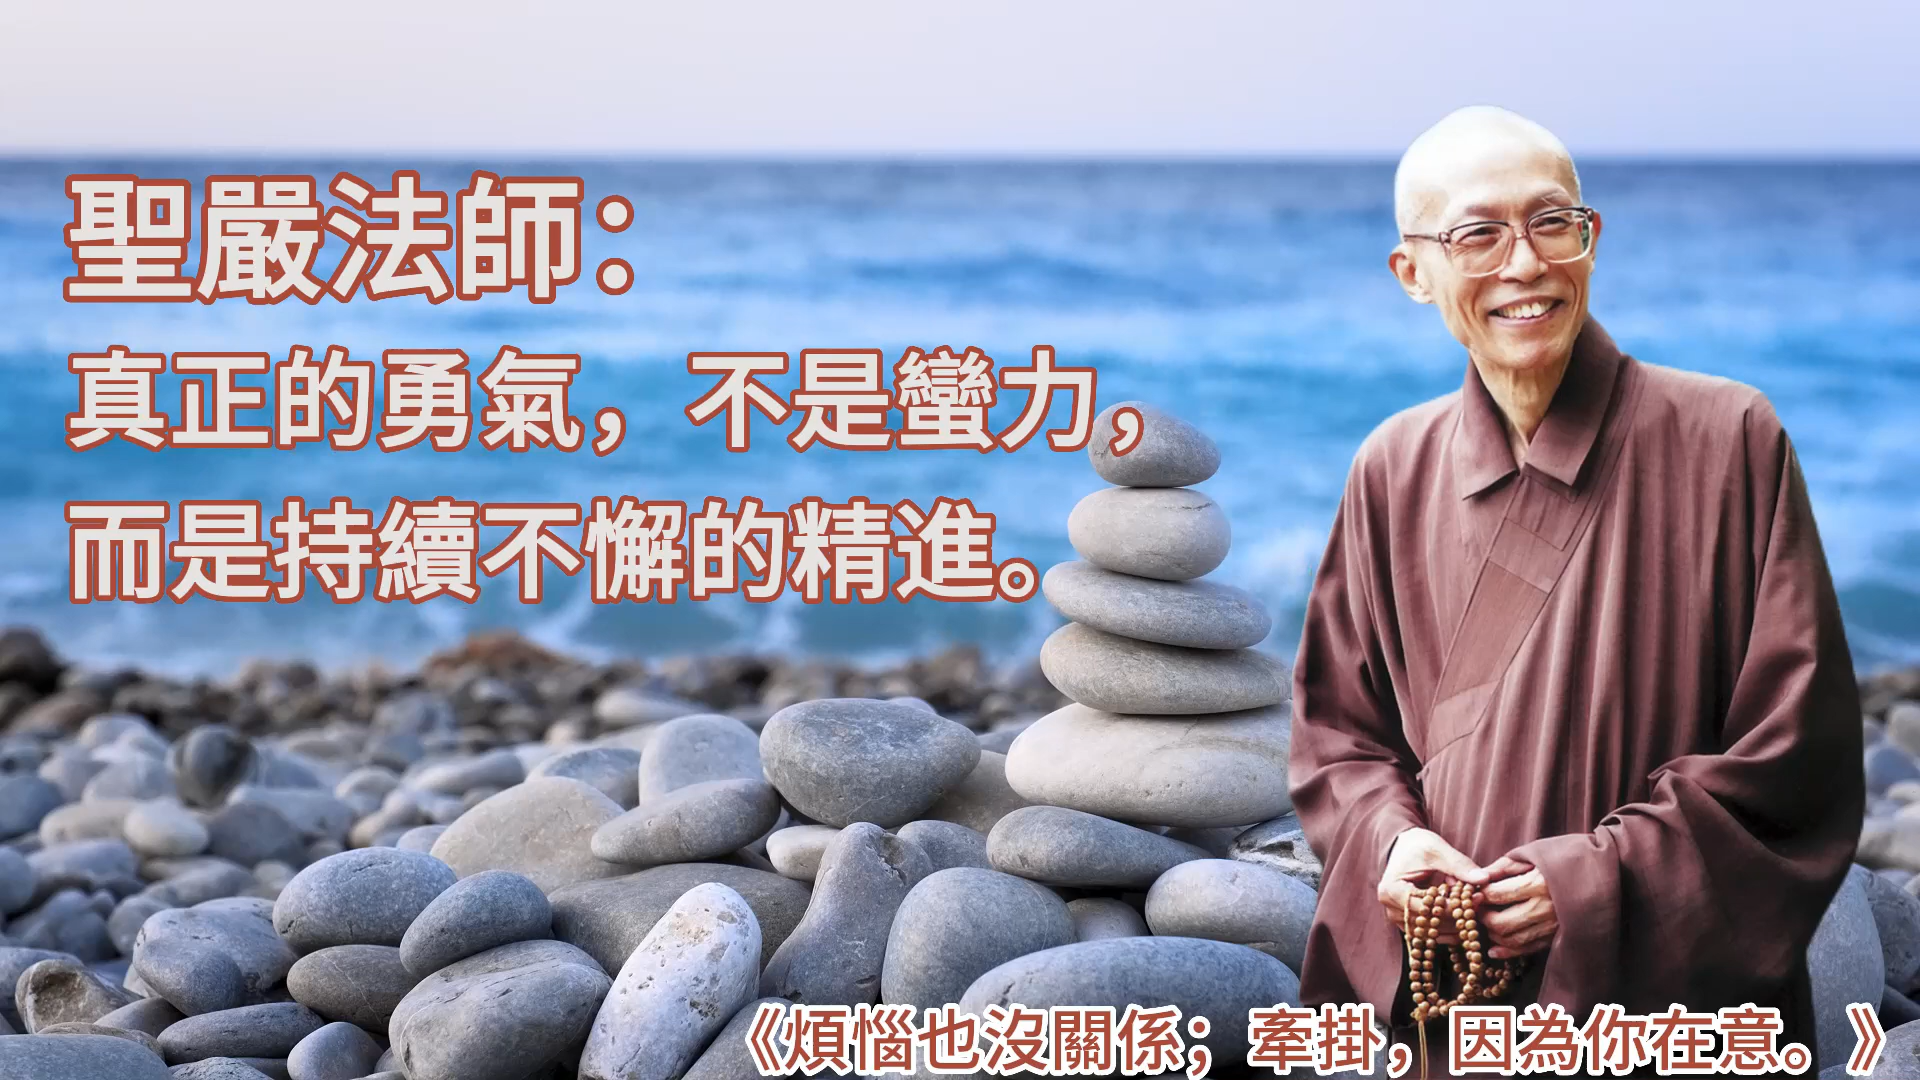 聖嚴法師：
真正的勇氣，不是蠻力，
而是持續不懈的精進。
《煩惱也沒關係；牽掛，因為你在意。》